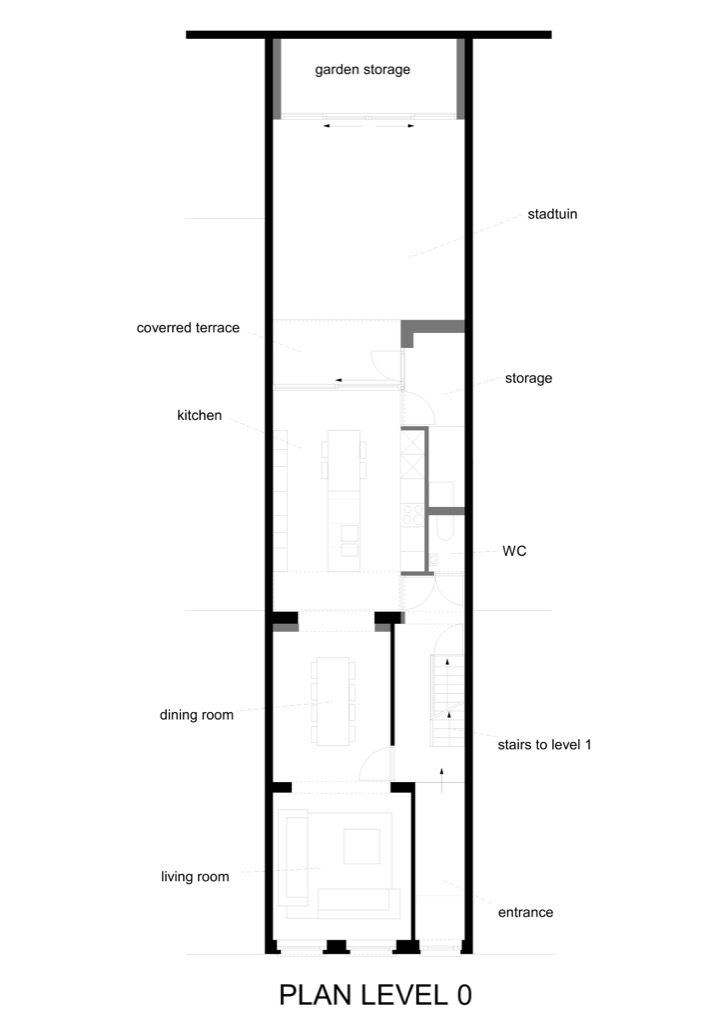 garden storage
stadtuin
coverred terrace
storage
kitchen
WC
dining room
stairs to level 1
living room
entrance
PLAN LEVEL 0